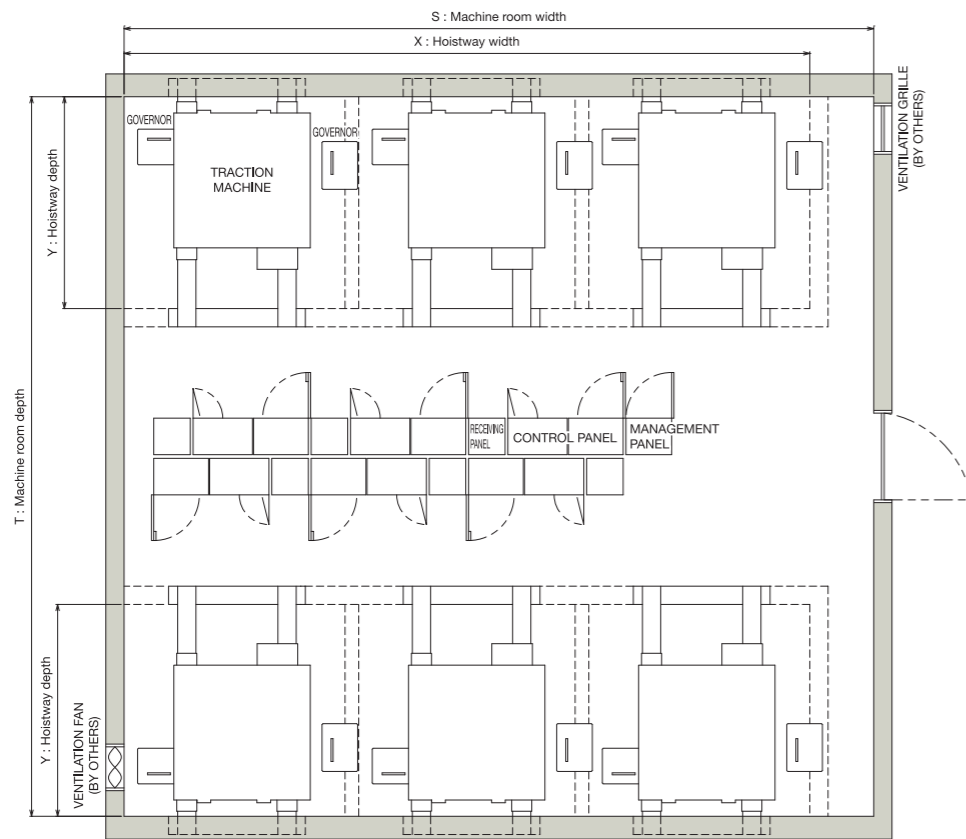 S : Machine room width
X : Hoistway width
VENTILATION GRILLE
(BY OTHERS)
GOVERNOR
GOVERNOR
TRACTION
MACHINE
Y : Hoistway depth
T : Machine room depth
RECEIVING
PANEL
CONTROL PANEL
MANAGEMENT
PANEL
Y : Hoistway depth
VENTILATION FAN
(BY OTHERS)